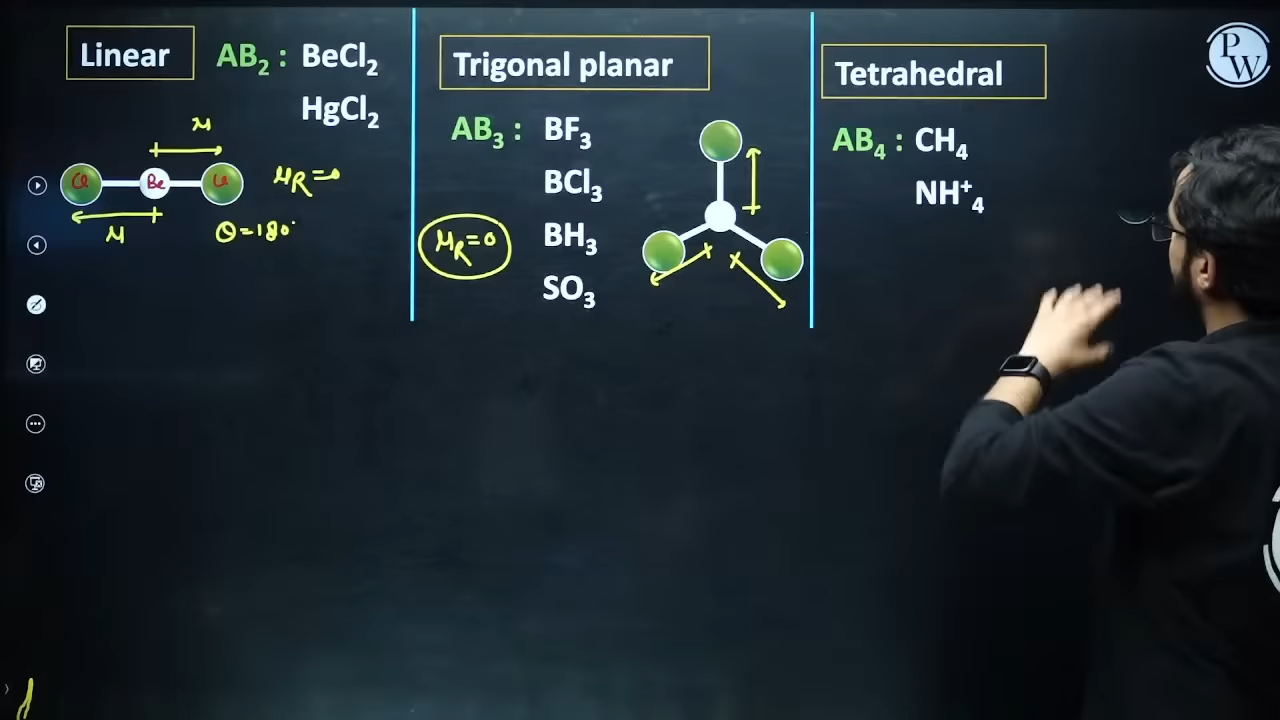 Linear
AB₂ : BeCl₂
HgCl₂
μ
Cl Be Cl
μR=0
μ
θ=180°
Trigonal planar
AB₃ : BF₃
BCl₃
μR=0
BH₃
SO₃
Tetrahedral
AB₄ : CH₄
NH⁺₄
PW